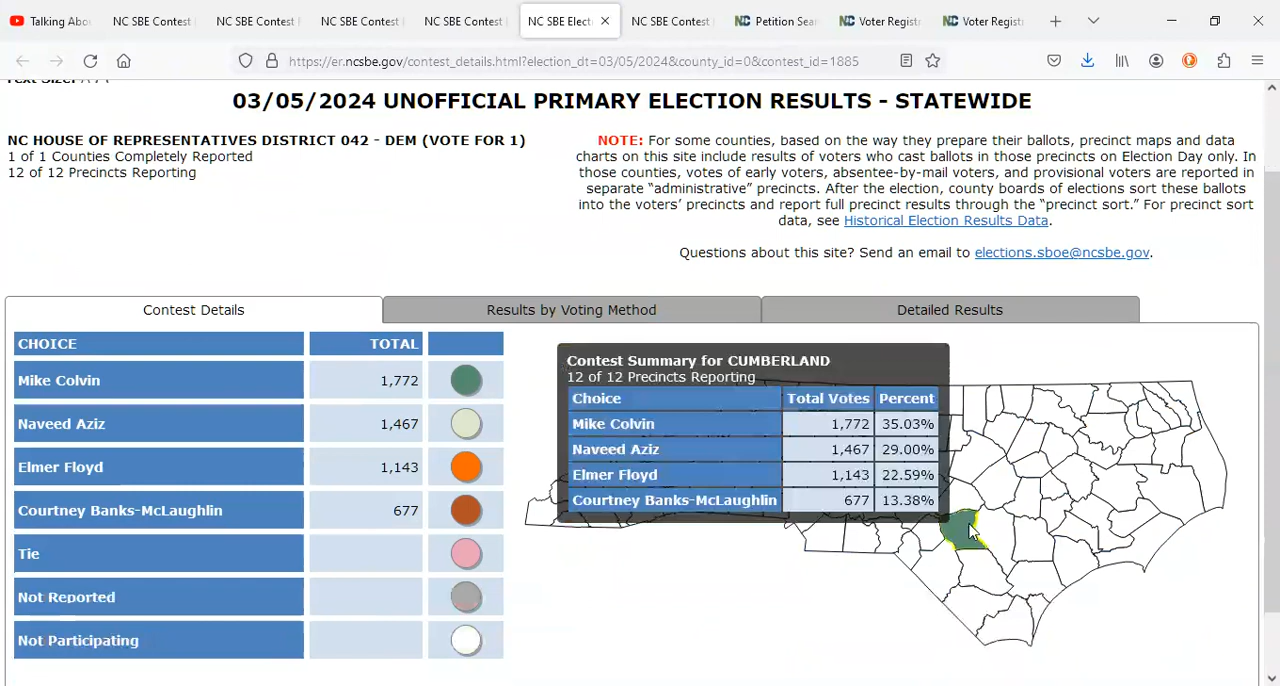 Talking Abo
NC SBE Contest
NC SBE Contest
NC SBE Contest
NC SBE Contest
NC SBE Elect
NC SBE Contest
NC Petition Sear
NC Voter Registr
NC Voter Registr
https://er.ncsbe.gov/contest_details.html?election_dt=03/05/2024&county_id=0&contest_id=1885
Text Size: A A
03/05/2024 UNOFFICIAL PRIMARY ELECTION RESULTS - STATEWIDE
NC HOUSE OF REPRESENTATIVES DISTRICT 042 - DEM (VOTE FOR 1)
1 of 1 Counties Completely Reported
12 of 12 Precincts Reporting
NOTE: For some counties, based on the way they prepare their ballots, precinct maps and data
charts on this site include results of voters who cast ballots in those precincts on Election Day only. In
those counties, votes of early voters, absentee-by-mail voters, and provisional voters are reported in
separate “administrative” precincts. After the election, county boards of elections sort these ballots
into the voters’ precincts and report full precinct results through the “precinct sort.” For precinct sort
data, see Historical Election Results Data.
Questions about this site? Send an email to elections.sboe@ncsbe.gov.
Contest Details
Results by Voting Method
Detailed Results
CHOICE TOTAL
Mike Colvin 1,772
Naveed Aziz 1,467
Elmer Floyd 1,143
Courtney Banks-McLaughlin 677
Tie
Not Reported
Not Participating
Contest Summary for CUMBERLAND
12 of 12 Precincts Reporting
Choice Total Votes Percent
Mike Colvin 1,772 35.03%
Naveed Aziz 1,467 29.00%
Elmer Floyd 1,143 22.59%
Courtney Banks-McLaughlin 677 13.38%